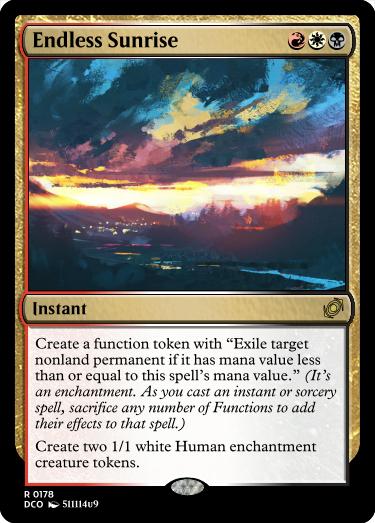 Endless Sunrise
Instant
Create a function token with “Exile target
nonland permanent if it has mana value less
than or equal to this spell's mana value.” (It's
an enchantment. As you cast an instant or sorcery
spell, sacrifice any number of Functions to add
their effects to that spell.)
Create two 1/1 white Human enchantment
creature tokens.
R 0178
DCO 511114u9